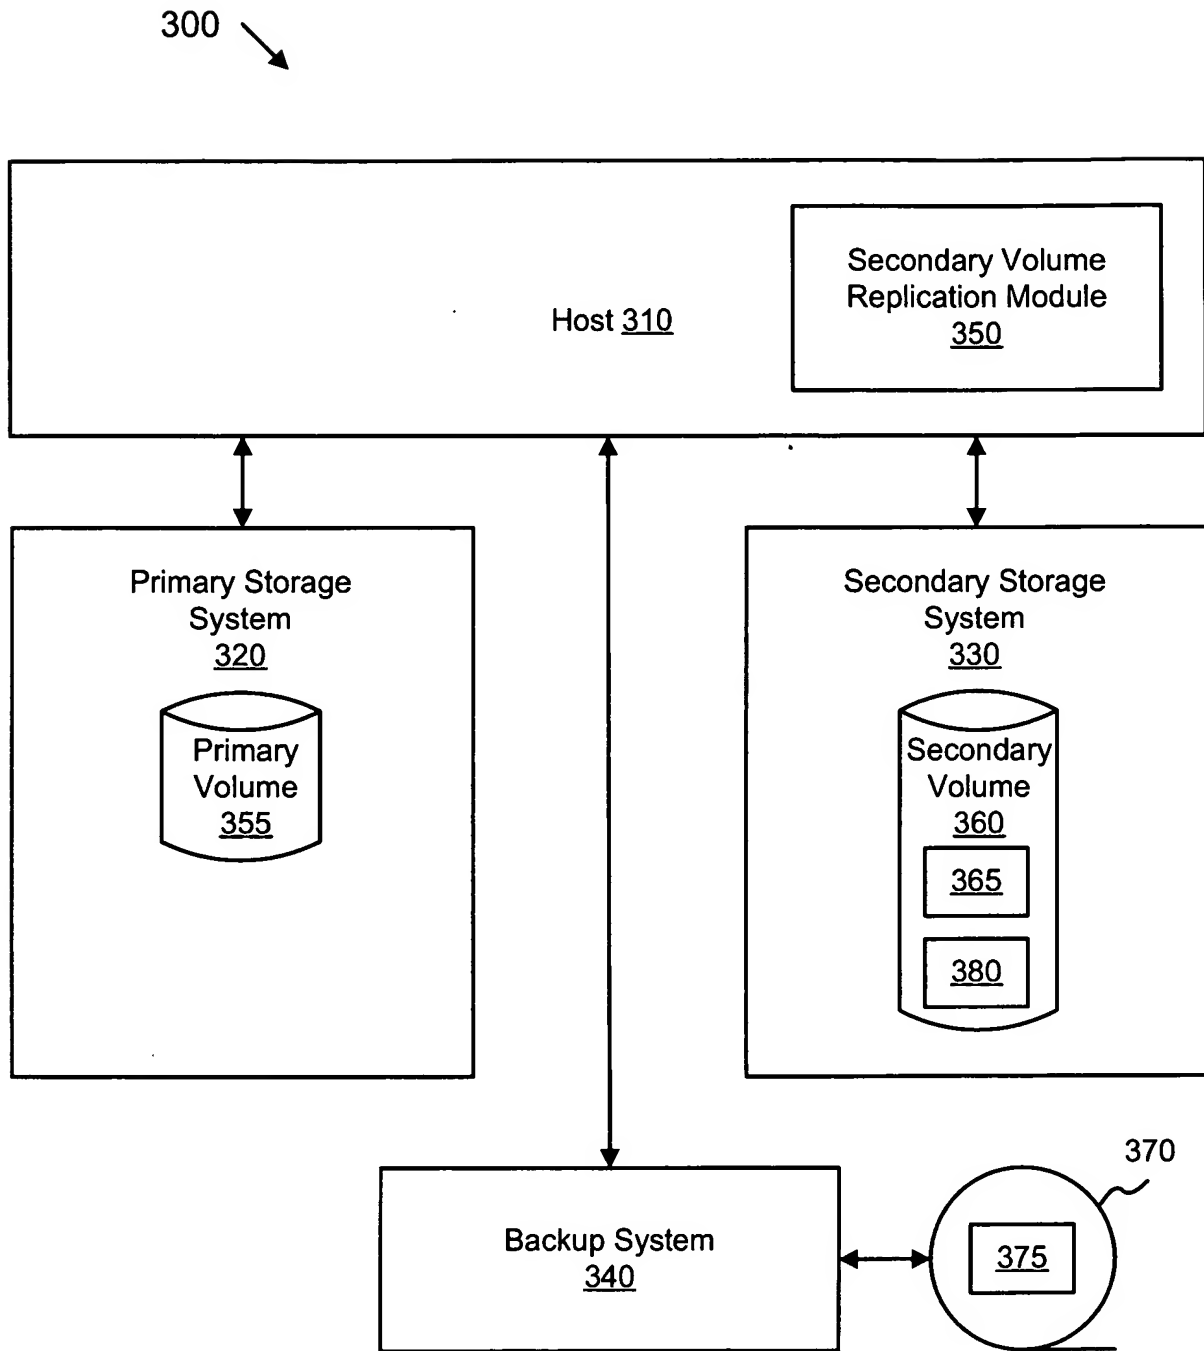 300
Secondary Volume
Replication Module
350
Host 310
Primary Storage
System
320
Primary
Volume
355
Secondary Storage
System
330
Secondary
Volume
360
365
380
370
Backup System
340
375